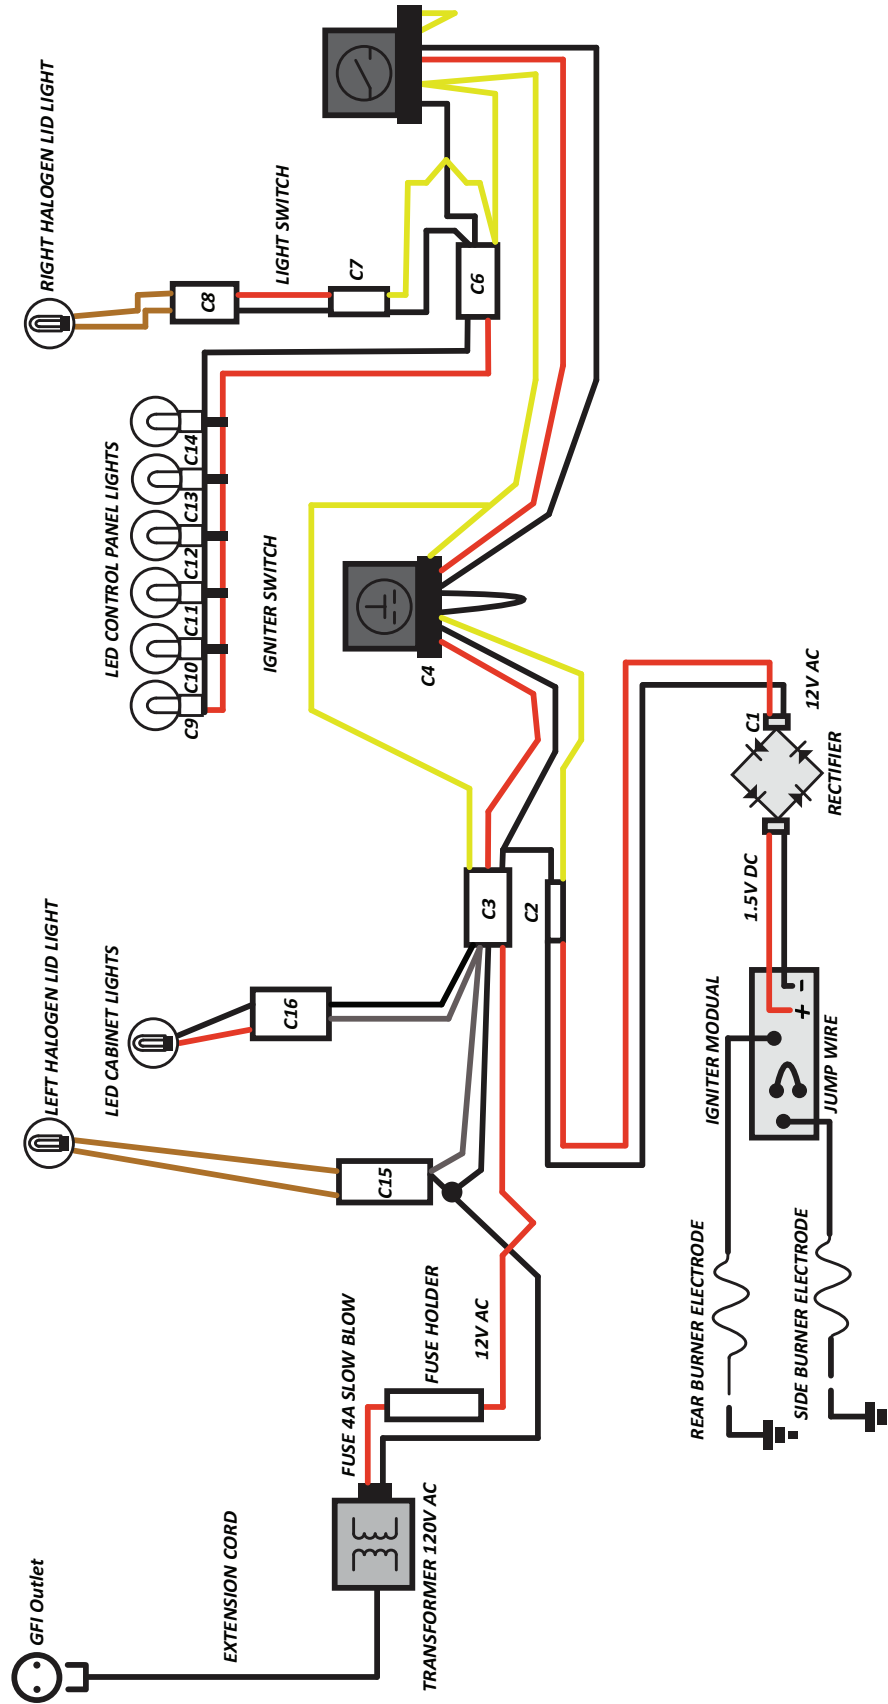 GFI Outlet
EXTENSION CORD
TRANSFORMER 120V AC
FUSE 4A SLOW BLOW
FUSE HOLDER
12V AC
LEFT HALOGEN LID LIGHT
C15
LED CABINET LIGHTS
C16
C3
C2
LED CONTROL PANEL LIGHTS
C9
C10
C11
C12
C13
C14
IGNITER SWITCH
C4
RIGHT HALOGEN LID LIGHT
C8
LIGHT SWITCH
C7
C6
REAR BURNER ELECTRODE
SIDE BURNER ELECTRODE
IGNITER MODUAL
JUMP WIRE
+
-
1.5V DC
C1
RECTIFIER
12V AC